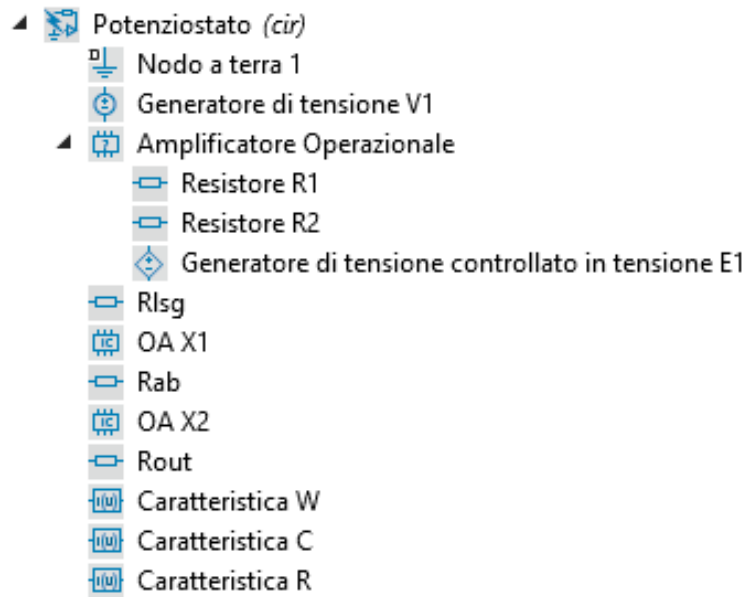 Potenziostato (cir)
Nodo a terra 1
Generatore di tensione V1
Amplificatore Operazionale
Resistore R1
Resistore R2
Generatore di tensione controllato in tensione E1
Rlsg
OA X1
Rab
OA X2
Rout
Caratteristica W
Caratteristica C
Caratteristica R